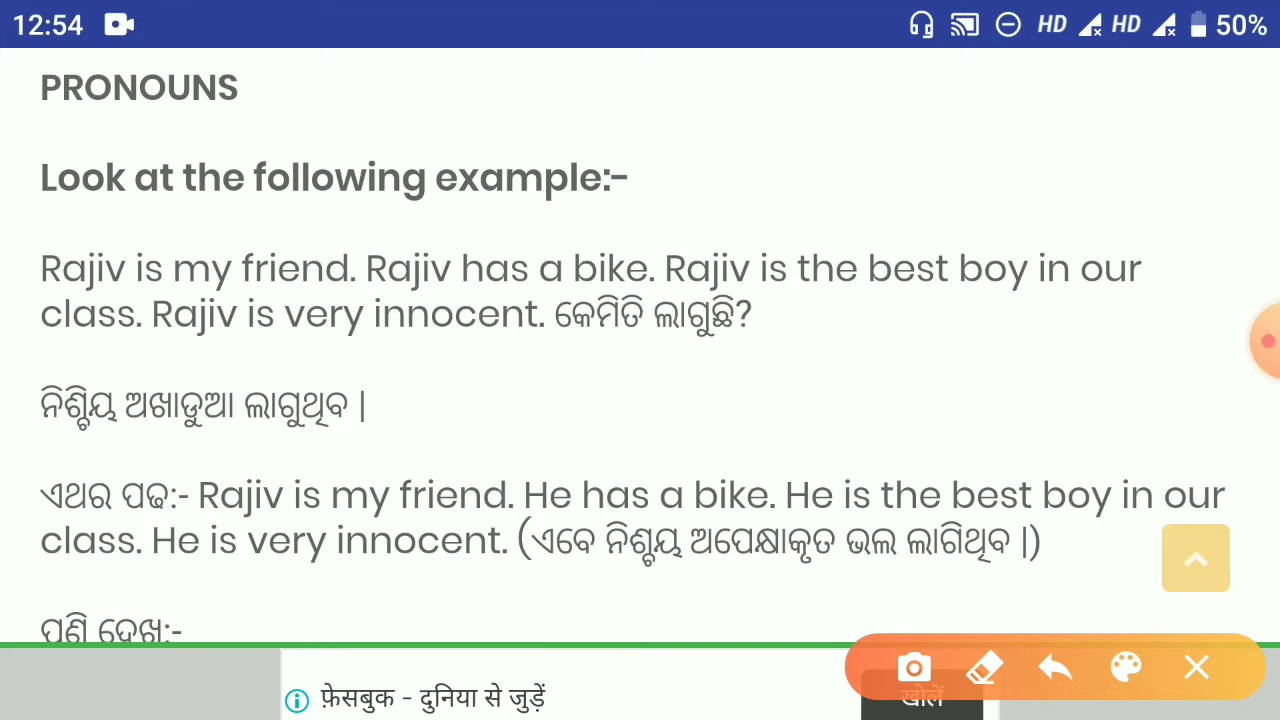 12:54 HD HD 50%
PRONOUNS
Look at the following example:-
Rajiv is my friend. Rajiv has a bike. Rajiv is the best boy in our
class. Rajiv is very innocent. କେମିତି ଲାଗୁଛି?
ନିଶ୍ଚିୟ ଅଖାଡୁଆ ଲାଗୁଥିବ |
ଏଥର ପଢ:- Rajiv is my friend. He has a bike. He is the best boy in our
class. He is very innocent. (ଏବେ ନିଶ୍ଚୟ ଅପେକ୍ଷାକୃତ ଭଲ ଲାଗିଥିବ |)
ପୁଣି ଦେଖ:-
फ़ेसबुक - दुनिया से जुड़ें
खोलें